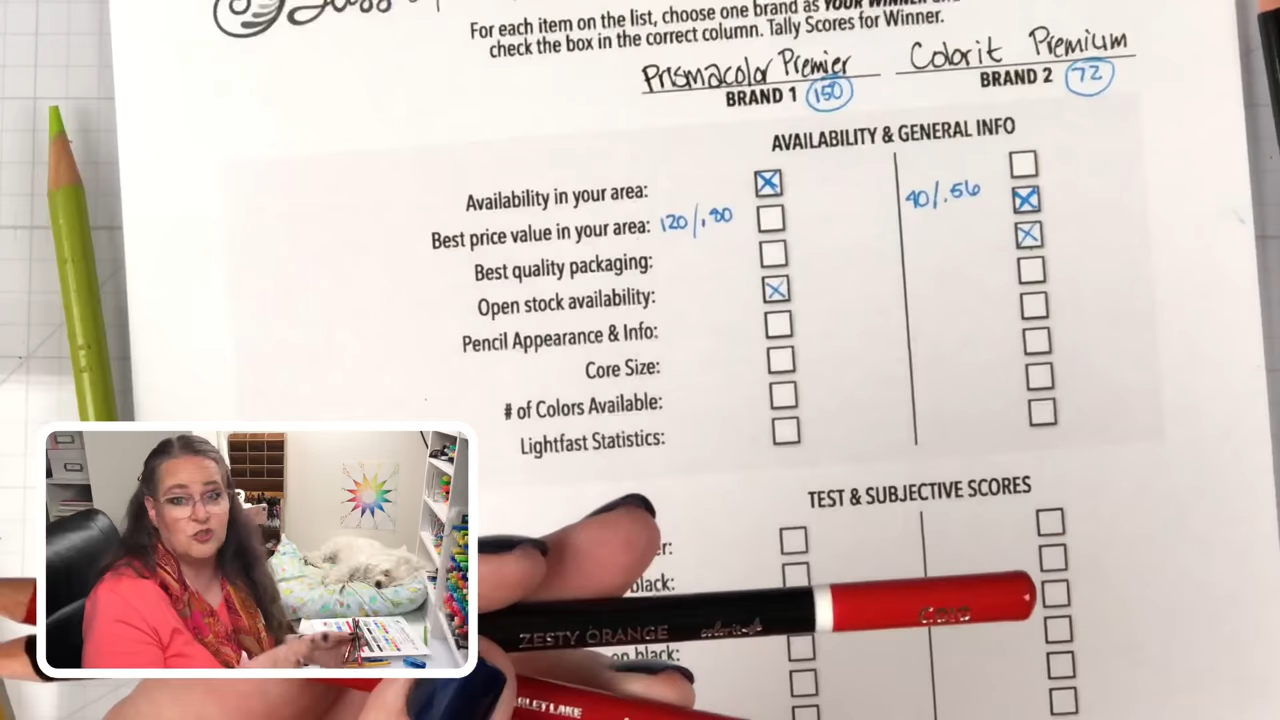 For each item on the list, choose one brand as YOUR WINNER
check the box in the correct column. Tally Scores for Winner.
Prismacolor Premier Colorit Premium
BRAND 1 150 BRAND 2 72
AVAILABILITY & GENERAL INFO
Availability in your area:
Best price value in your area: 120/.80 40/.56
Best quality packaging:
Open stock availability:
Pencil Appearance & Info:
Core Size:
# of Colors Available:
Lightfast Statistics:
TEST & SUBJECTIVE SCORES
black:
ZESTY ORANGE colorit
on black: